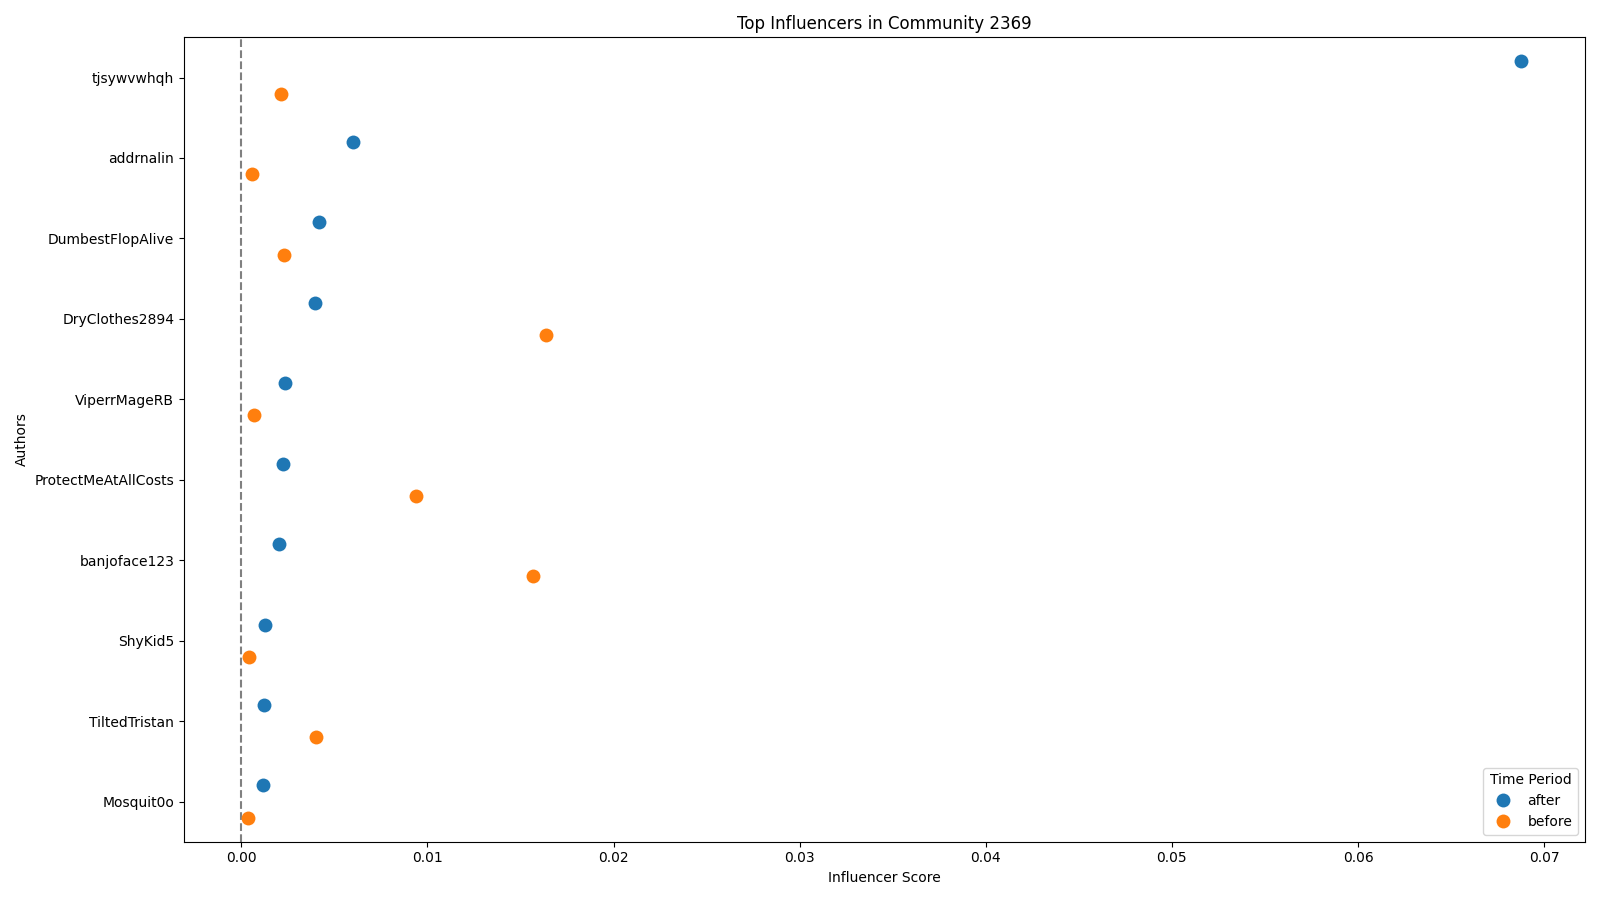 Top Influencers in Community 2369
Authors
tjsywvwhqh
addrnalin
DumbestFlopAlive
DryClothes2894
ViperrMageRB
ProtectMeAtAllCosts
banjoface123
ShyKid5
TiltedTristan
Mosquit0o
Time Period
after
before
0.00 0.01 0.02 0.03 0.04 0.05 0.06 0.07
Influencer Score